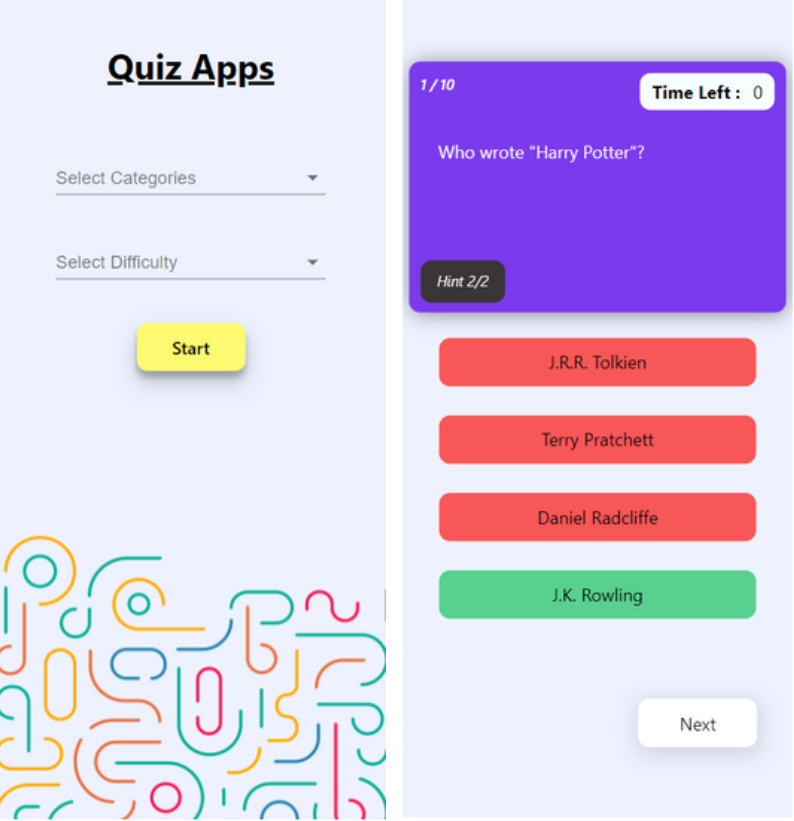 Quiz Apps
Select Categories
Select Difficulty
Start
1 / 10
Time Left : 0
Who wrote "Harry Potter"?
Hint 2/2
J.R.R. Tolkien
Terry Pratchett
Daniel Radcliffe
J.K. Rowling
Next